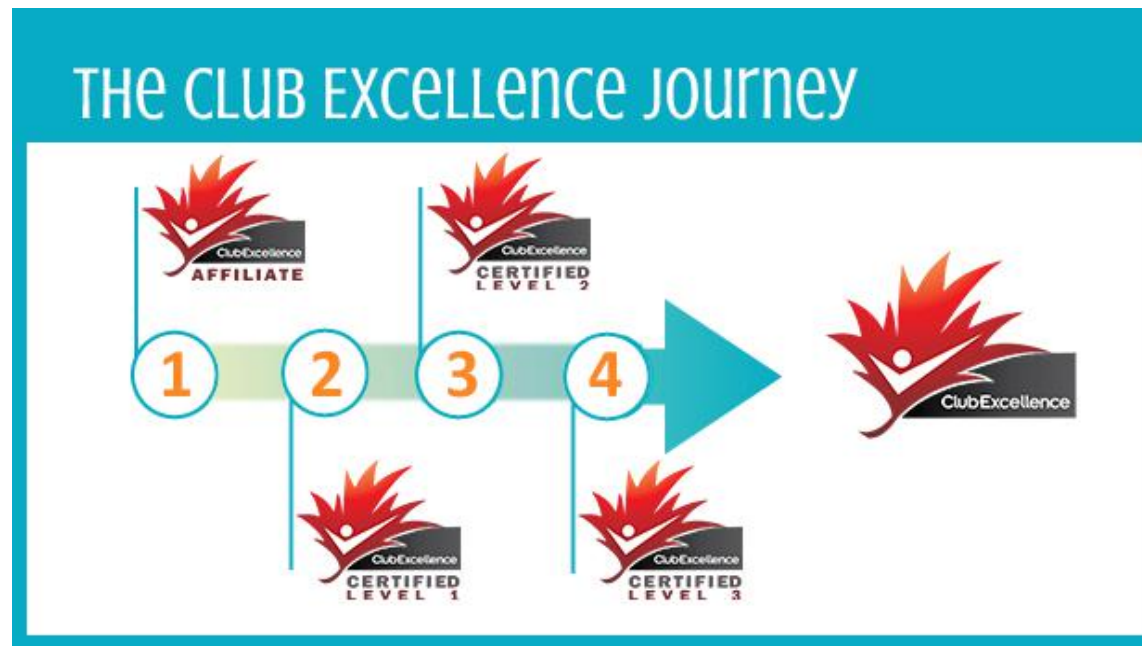 THe CLUB EXCeLLence Journey
ClubExcellence
AFFILIATE
ClubExcellence
CERTIFIED
LEVEL 2
1
2
3
4
ClubExcellence
ClubExcellence
CERTIFIED
LEVEL 1
ClubExcellence
CERTIFIED
LEVEL 3